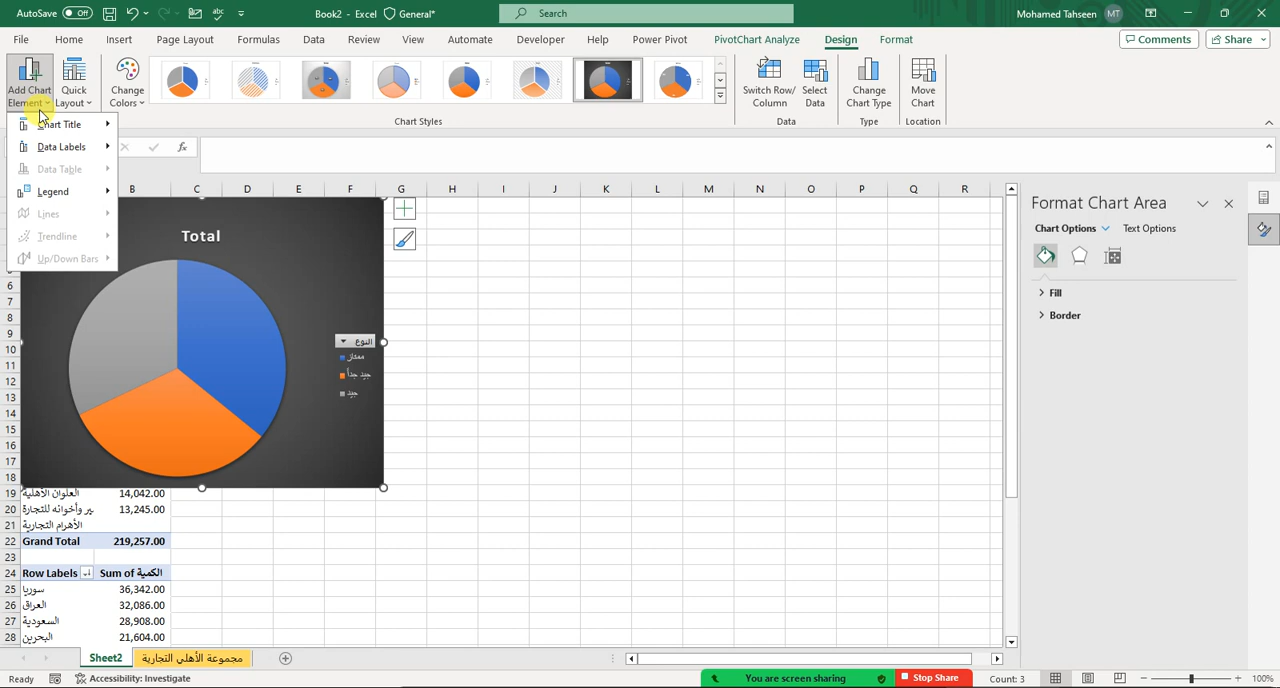 AutoSave Off
Book2 - Excel General*
Search
Mohamed Tahseen MT
File Home Insert Page Layout Formulas Data Review View Automate Developer Help Power Pivot PivotChart Analyze Design Format
Comments Share
Add Chart Element
Quick Layout
Change Colors
Switch Row/ Column
Select Data
Change Chart Type
Move Chart
Chart Styles
Data
Type
Location
Chart Title
Data Labels
Data Table
Legend
Lines
Trendline
Up/Down Bars
fx
B C D E F G H I J K L M N O P Q R
Total
النوع
ممتاز
جيد جداً
جيد
6
7
8
9
10
11
12
13
14
15
16
17
18
19 العلوان الأهلية 14,042.00
20 ير وأخوانه للتجارة 13,245.00
21 الأهرام التجارية
22 Grand Total 219,257.00
23
24 Row Labels Sum of الكمية
25 سوريا 36,342.00
26 العراق 32,086.00
27 السعودية 28,908.00
28 البحرين 21,604.00
Format Chart Area
Chart Options Text Options
Fill
Border
Sheet2 مجموعة الأهلي التجارية
Ready Accessibility: Investigate
You are screen sharing Stop Share
Count: 3
100%